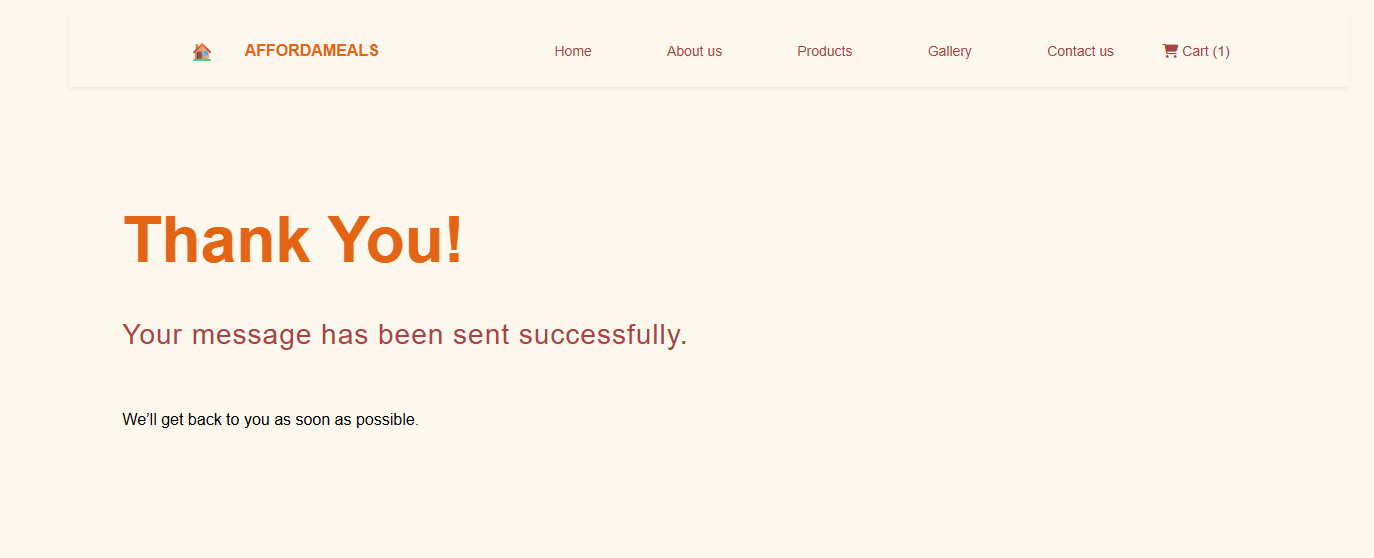 AFFORDAMEALS Home About us Products Gallery Contact us Cart (1)
Thank You!
Your message has been sent successfully.
We’ll get back to you as soon as possible.